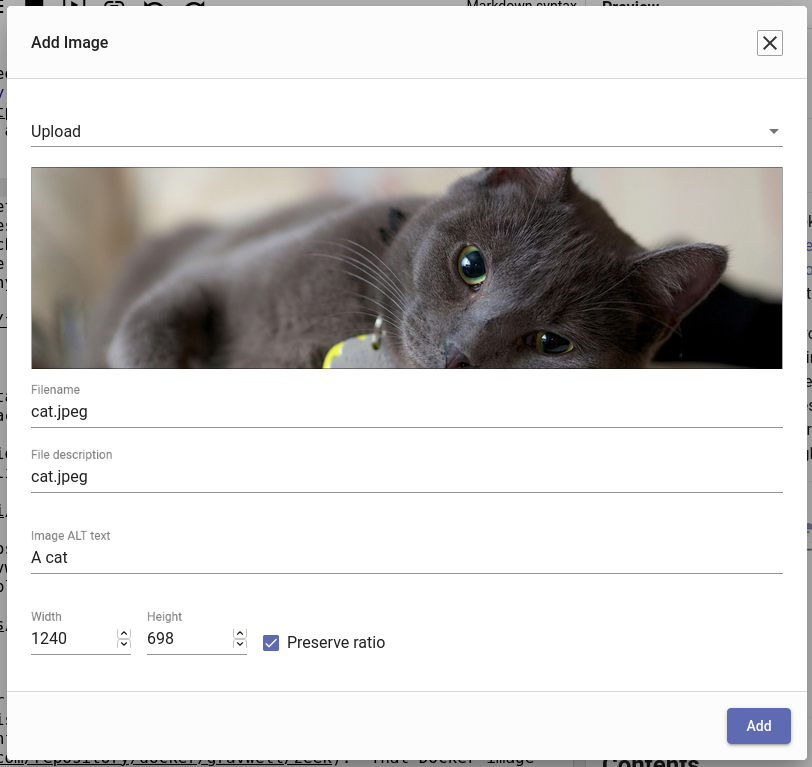 Markdown syntax
Preview
Add Image
Upload
Filename
cat.jpeg
File description
cat.jpeg
Image ALT text
A cat
Width
Height
1240
698
Preserve ratio
Add
com/repository/docker/gravwell/zeek). That Docker image
Contents